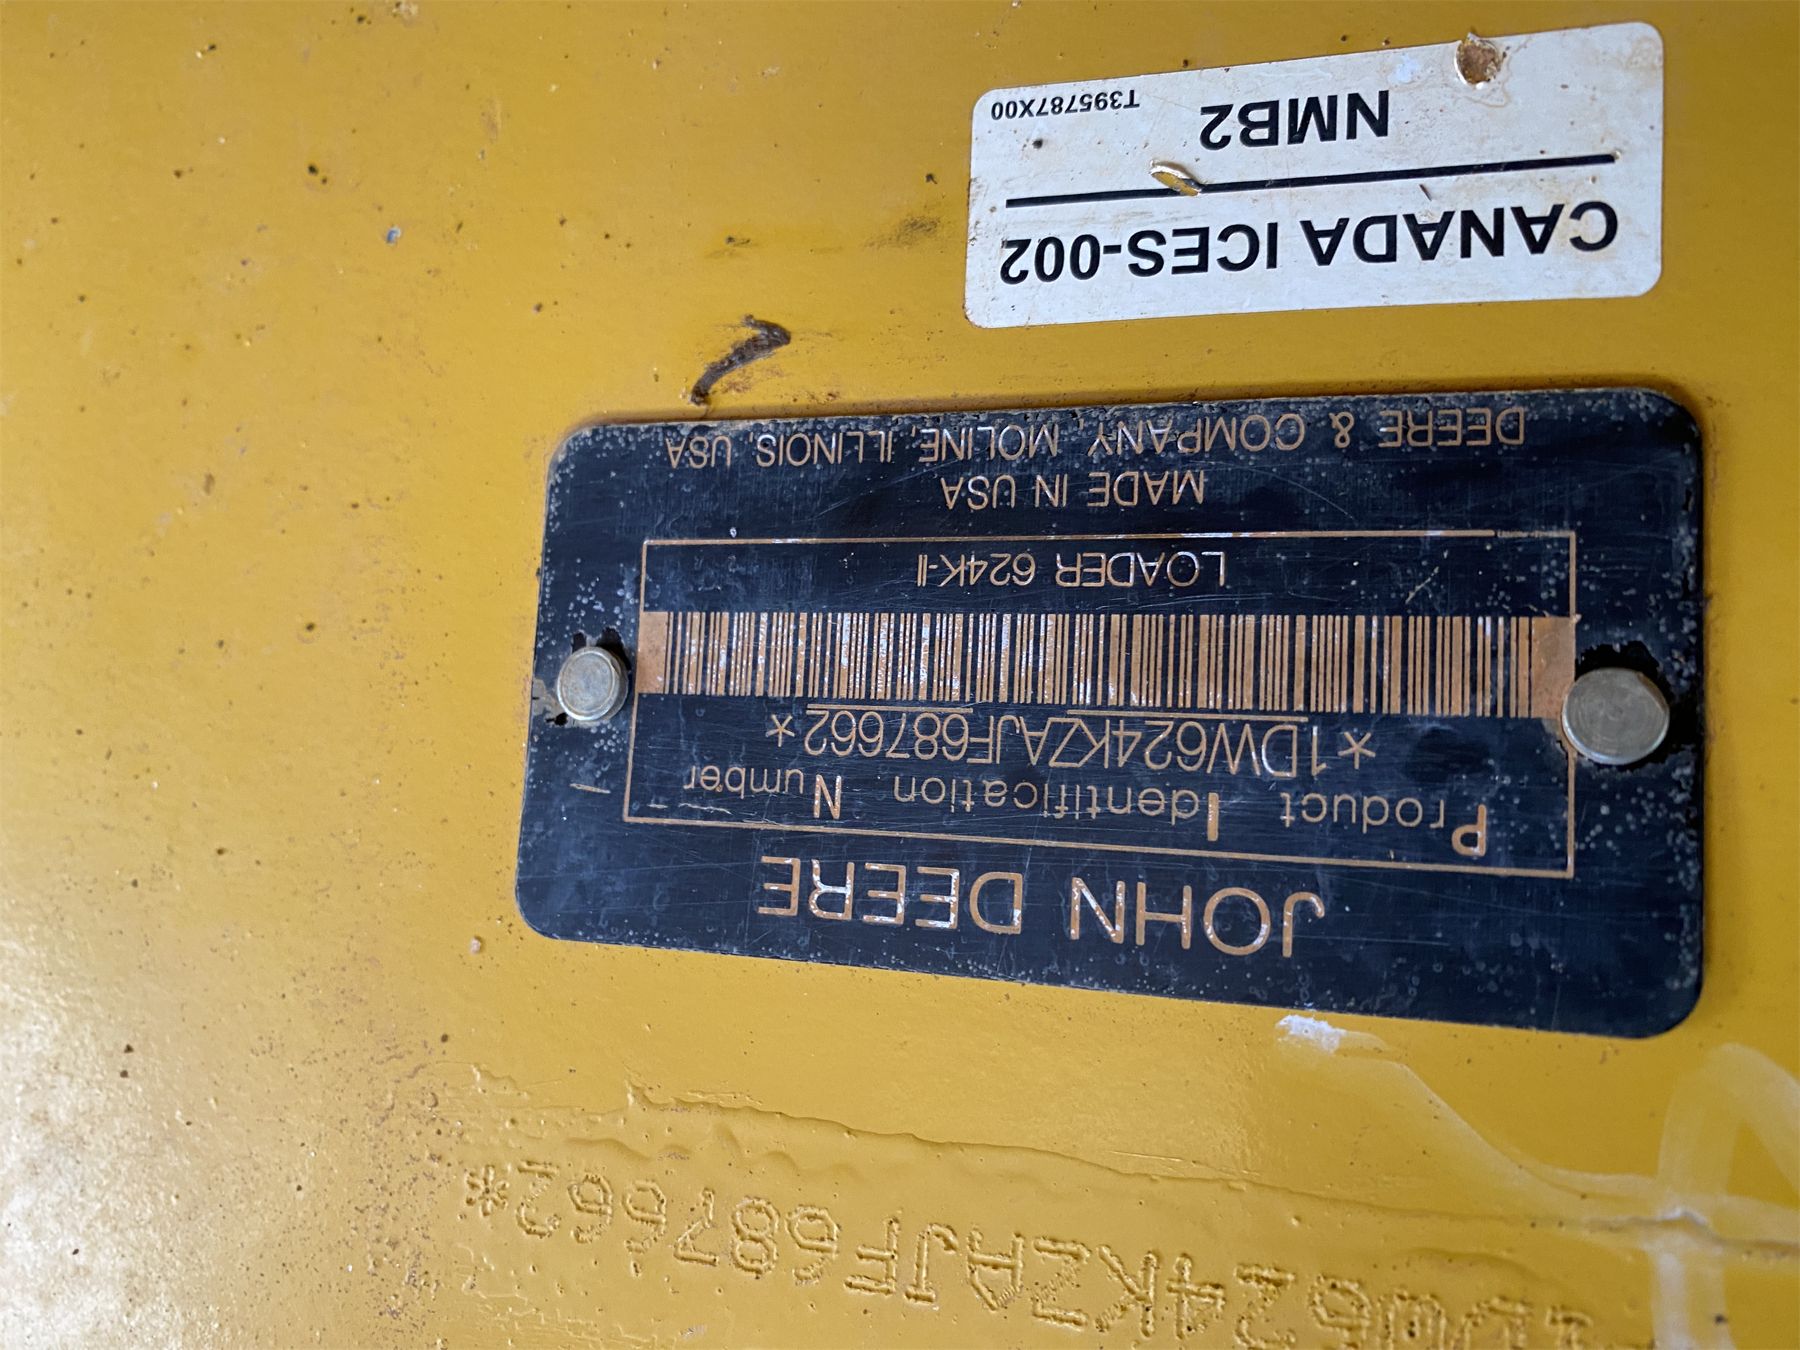 *1DW624KZAJF687662*
JOHN DEERE
Product Identification Number
*1DW624KZAJF687662*
LOADER 624K-II
MADE IN USA
DEERE & COMPANY, MOLINE, ILLINOIS, USA
CANADA ICES-002
NMB2
T395787X00